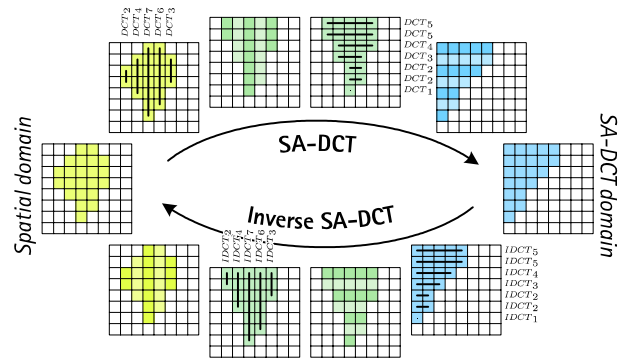 DCT2
DCT4
DCT7
DCT6
DCT3
DCT5
DCT5
DCT4
DCT3
DCT2
DCT2
DCT1
SA-DCT
Spatial domain
SA-DCT domain
Inverse SA-DCT
IDCT2
IDCT4
IDCT7
IDCT6
IDCT3
IDCT5
IDCT5
IDCT4
IDCT3
IDCT2
IDCT2
IDCT1